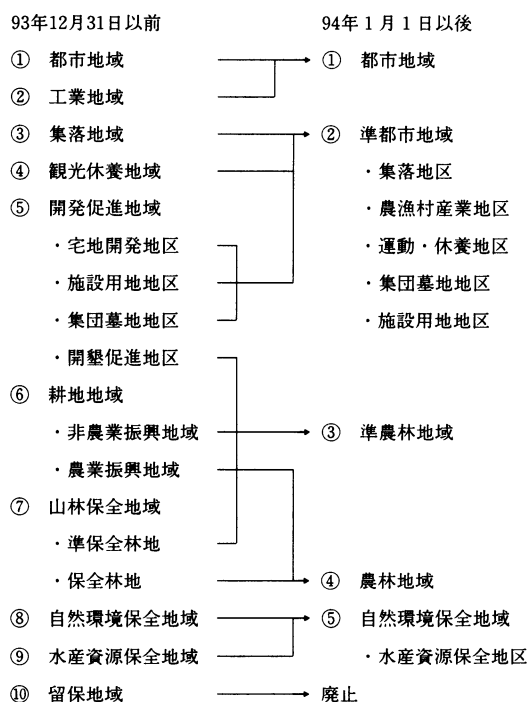 93年12月31日以前　94年1月1日以後
① 都市地域　① 都市地域
② 工業地域
③ 集落地域　② 準都市地域
④ 観光休養地域　・集落地区
⑤ 開発促進地域　・農漁村産業地区
・宅地開発地区　・運動・休養地区
・施設用地地区　・集団墓地地区
・集団墓地地区　・施設用地地区
・開墾促進地区
⑥ 耕地地域
・非農業振興地域　③ 準農林地域
・農業振興地域
⑦ 山林保全地域
・準保全林地
・保全林地　④ 農林地域
⑧ 自然環境保全地域　⑤ 自然環境保全地域
⑨ 水産資源保全地域　・水産資源保全地区
⑩ 留保地域　廃止